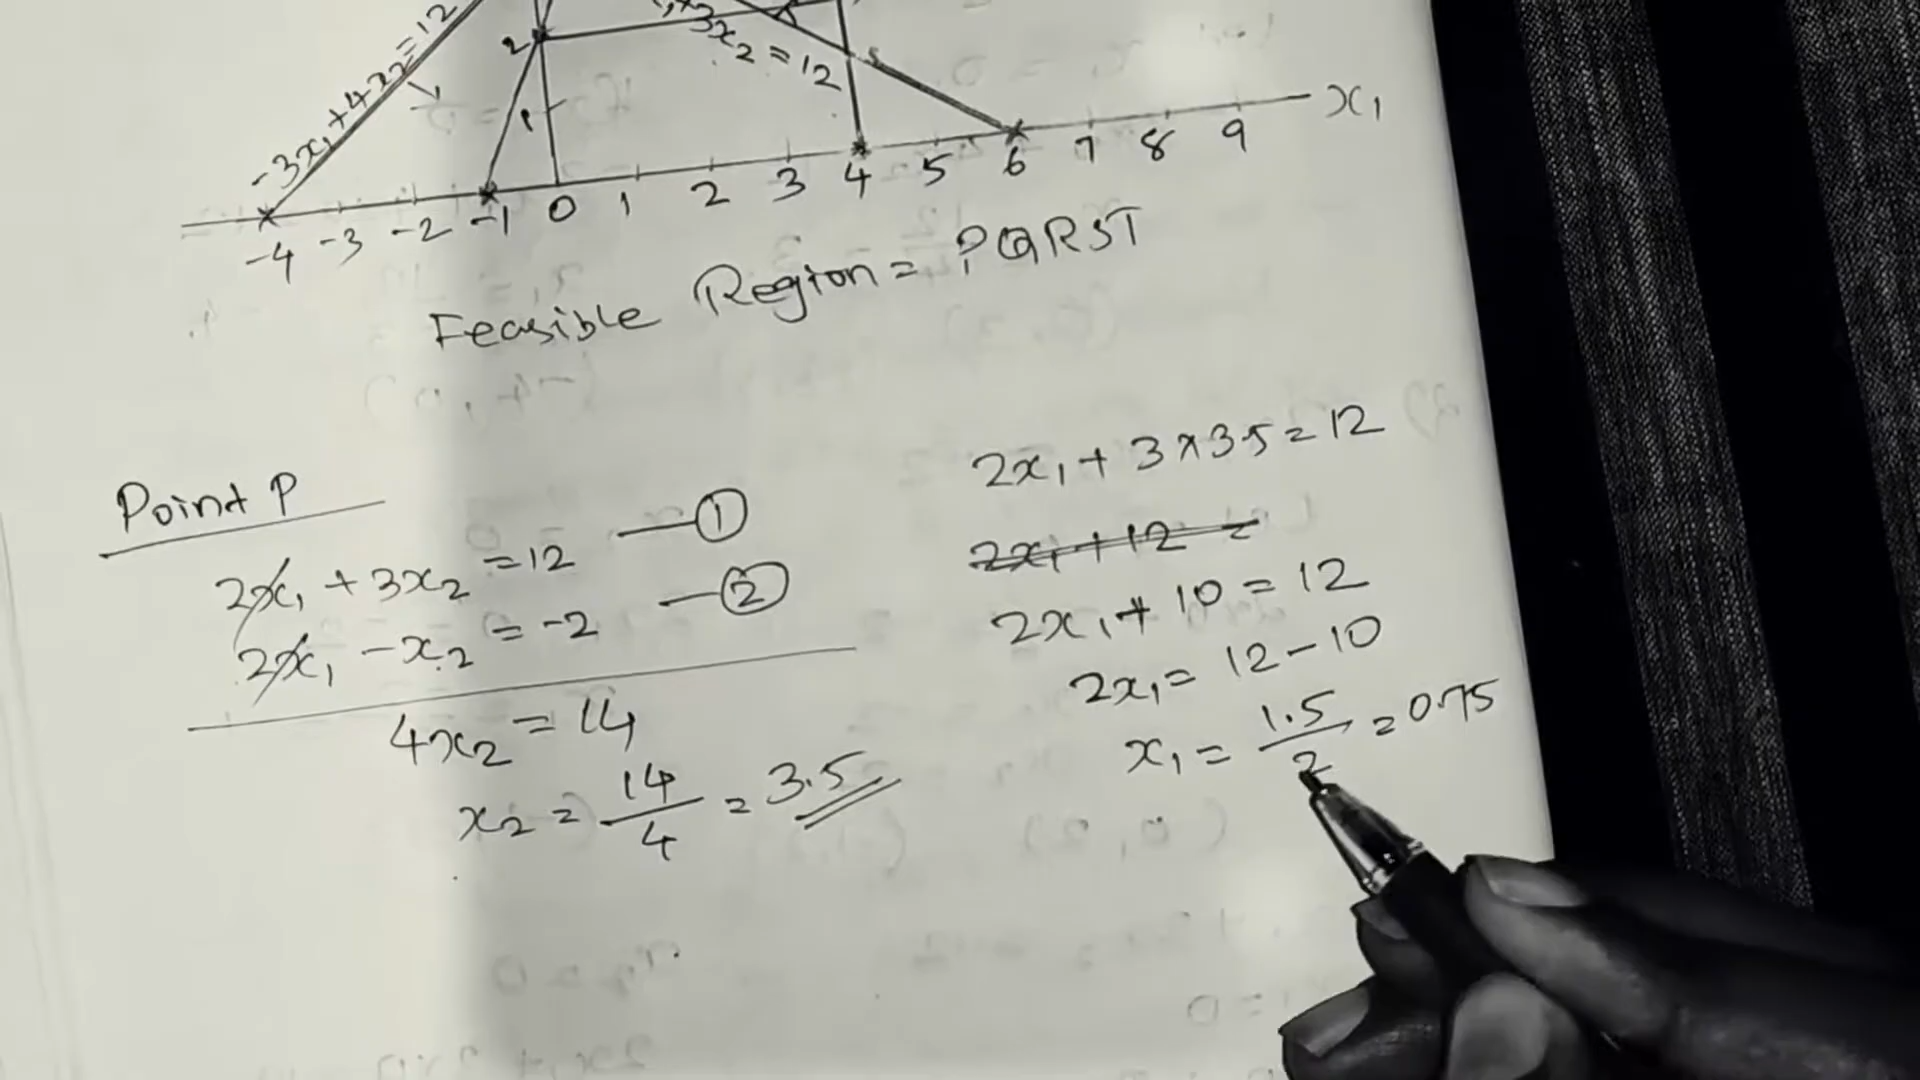 -3x₁+4x₂=12
3x₂=12
2
1
x₁
-4 -3 -2 -1 0 1 2 3 4 5 6 7 8 9
Feasible Region = PQRST
Point P
2x₁ + 3x₂ = 12 — ①
2x₁ - x₂ = -2 — ②
4x₂ = 14
x₂ = 14/4 = 3.5
2x₁ + 3×3.5 = 12
2x₁ + 12 =
2x₁ + 10 = 12
2x₁ = 12-10
x₁ = 1.5/2 = 0.75